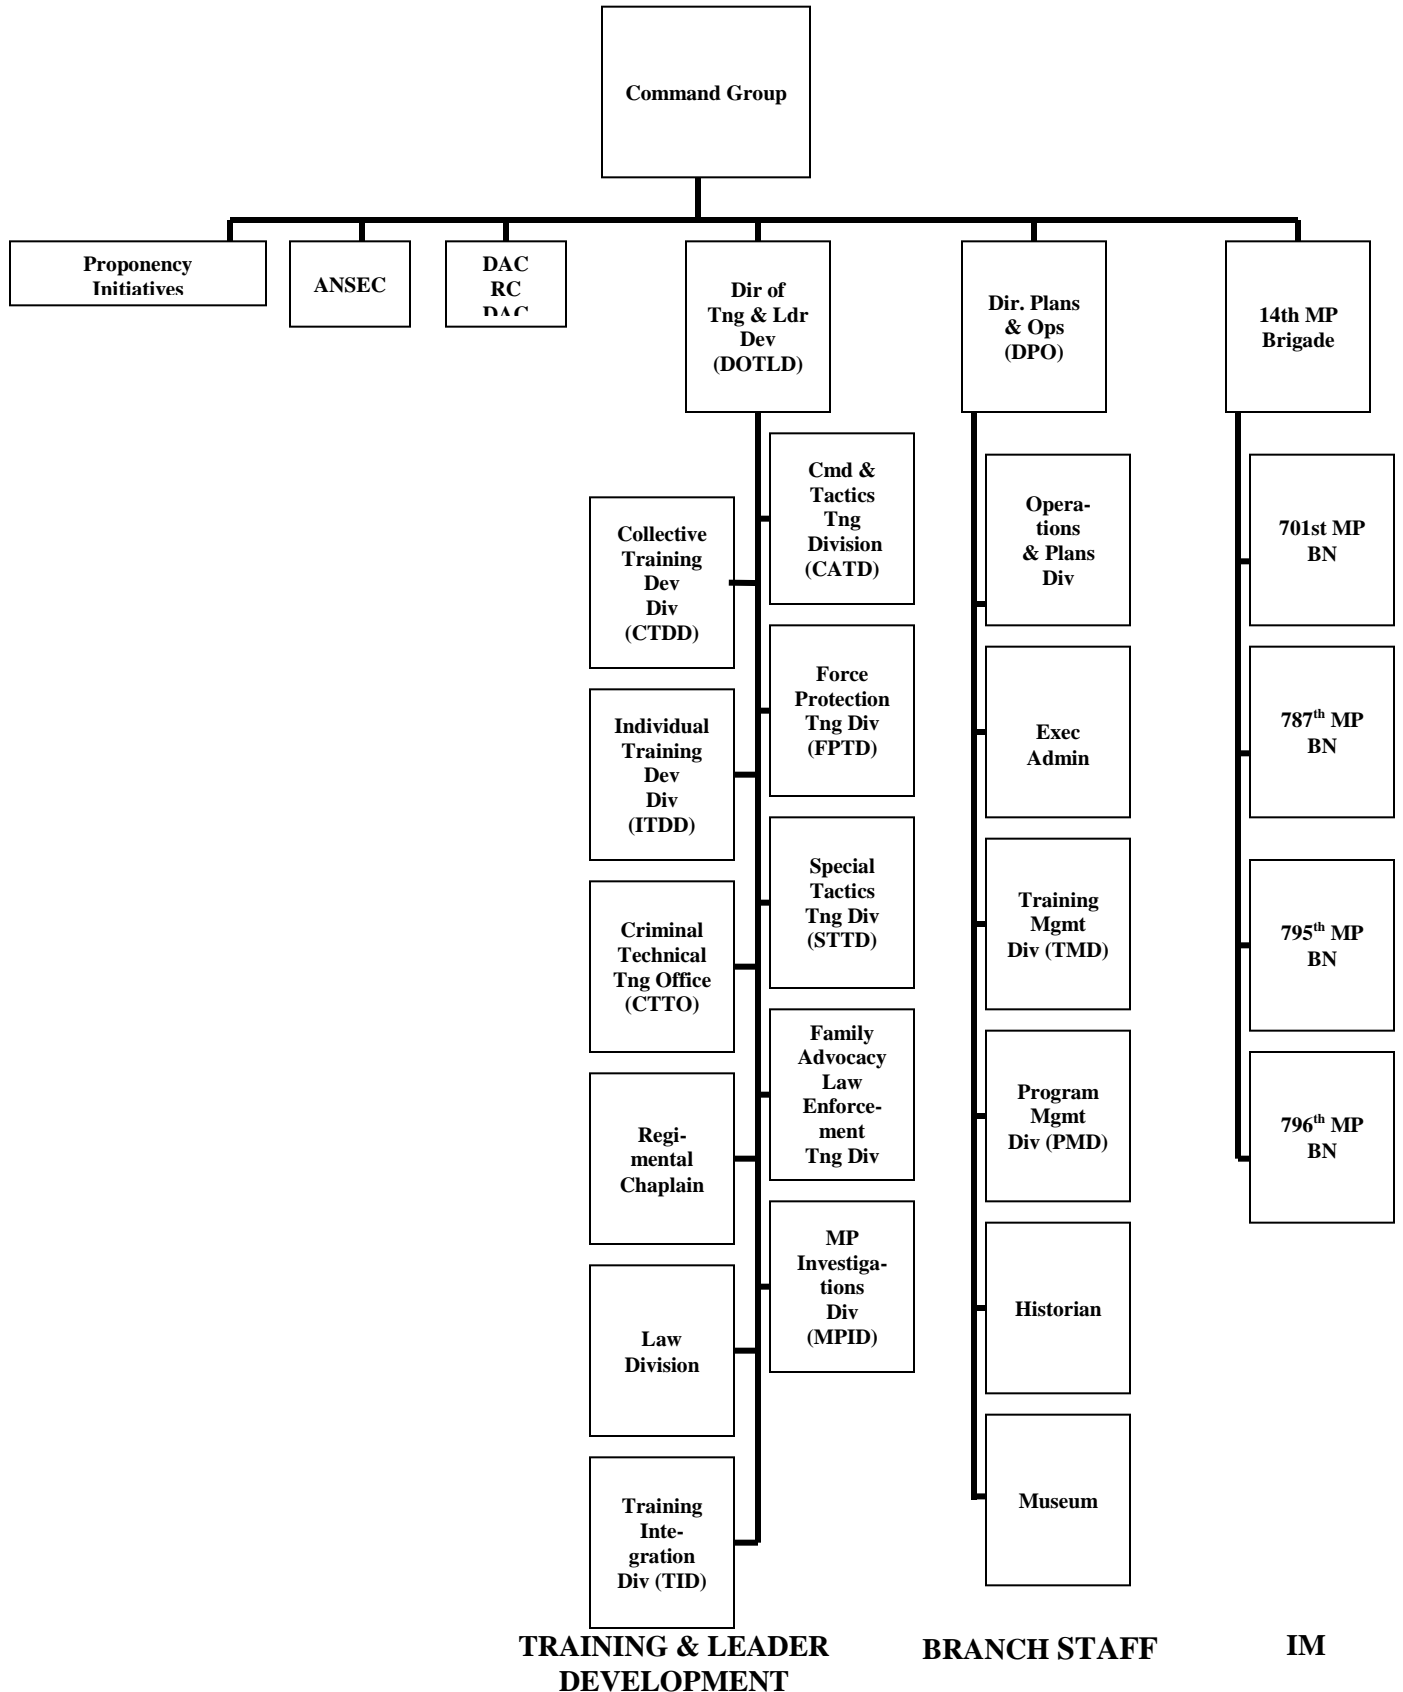 Command Group
Proponency
Initiatives
ANSEC
DAC
RC
DAC
Dir of
Tng & Ldr
Dev
(DOTLD)
Dir. Plans
& Ops
(DPO)
14th MP
Brigade
Collective
Training
Dev
Div
(CTDD)
Individual
Training
Dev
Div
(ITDD)
Criminal
Technical
Tng Office
(CTTO)
Regi-
mental
Chaplain
Law
Division
Training
Inte-
gration
Div (TID)
Cmd &
Tactics
Tng
Division
(CATD)
Force
Protection
Tng Div
(FPTD)
Special
Tactics
Tng Div
(STTD)
Family
Advocacy
Law
Enforce-
ment
Tng Div
MP
Investiga-
tions
Div
(MPID)
Opera-
tions
& Plans
Div
Exec
Admin
Training
Mgmt
Div (TMD)
Program
Mgmt
Div (PMD)
Historian
Museum
701st MP
BN
787th MP
BN
795th MP
BN
796th MP
BN
TRAINING & LEADER
DEVELOPMENT
BRANCH STAFF
IM